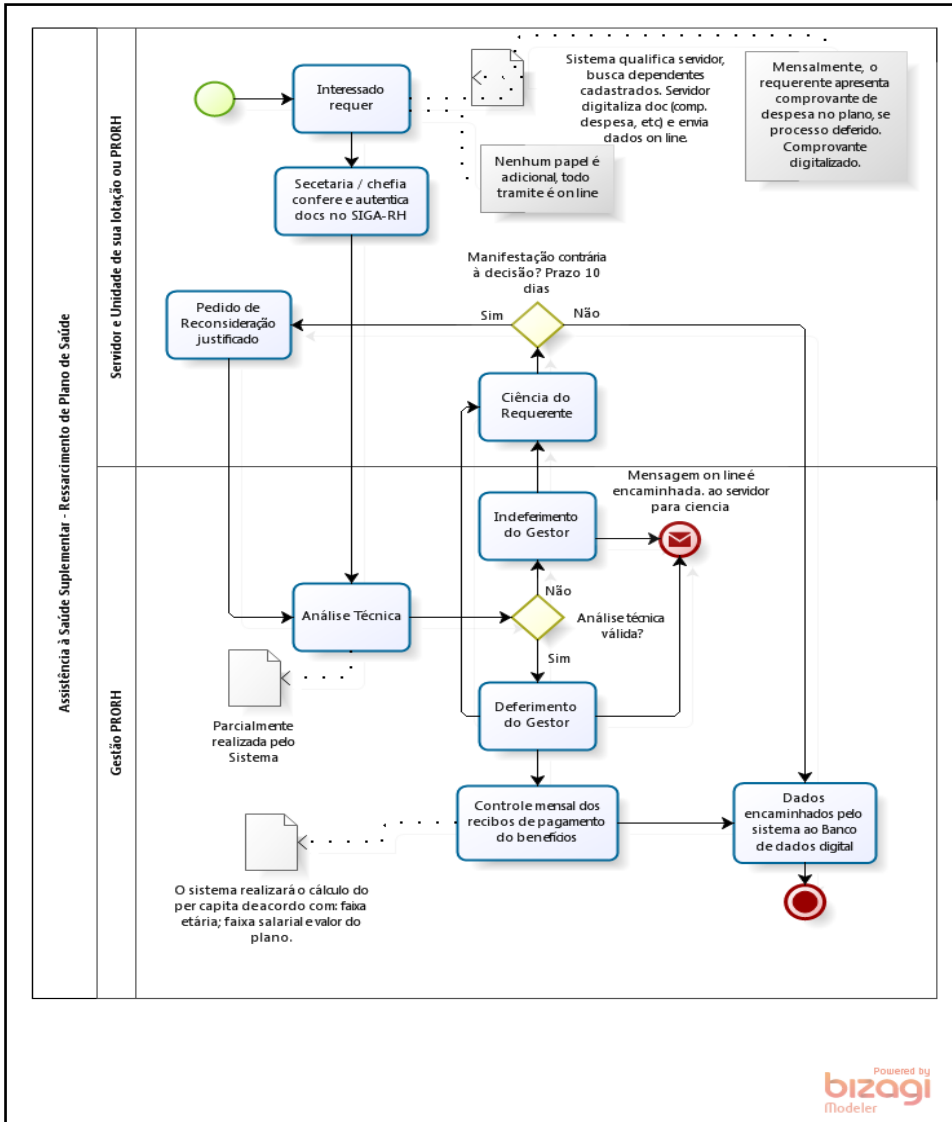 Assistência à Saúde Suplementar - Ressarcimento de Plano de Saúde
Servidor e Unidade de sua lotação ou PRORH
Interessado
requer
Sistema qualifica servidor,
busca dependentes
cadastrados. Servidor
digitaliza doc (comp.
despesa, etc) e envia
dados on line.
Mensalmente, o
requerente apresenta
comprovante de
despesa no plano, se
processo deferido.
Comprovante
digitalizado.
Nenhum papel é
adicional, todo
tramite é on line
Secetaria / chefia
confere e autentica
docs no SIGA-RH
Manifestação contrária
à decisão? Prazo 10
dias
Sim
Não
Pedido de
Reconsideração
justificado
Ciência do
Requerente
Gestão PRORH
Mensagem on line é
encaminhada. ao servidor
para ciencia
Indeferimento
do Gestor
Não
Análise Técnica
Análise técnica
válida?
Sim
Parcialmente
realizada pelo
Sistema
Deferimento
do Gestor
Controle mensal dos
recibos de pagamento
do benefícios
Dados
encaminhados pelo
sistema ao Banco
de dados digital
O sistema realizará o cálculo do
per capita deacordo com: faixa
etária; faixa salarial e valor do
plano.
Powered by
bizagi
Modeler